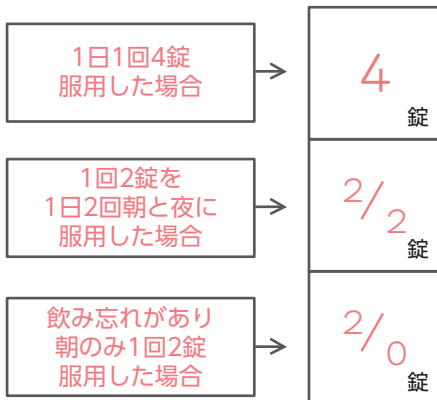 1日1回4錠
服用した場合
4
錠
1回2錠を
1日2回朝と夜に
服用した場合
2/2
錠
飲み忘れがあり
朝のみ1回2錠
服用した場合
2/0
錠